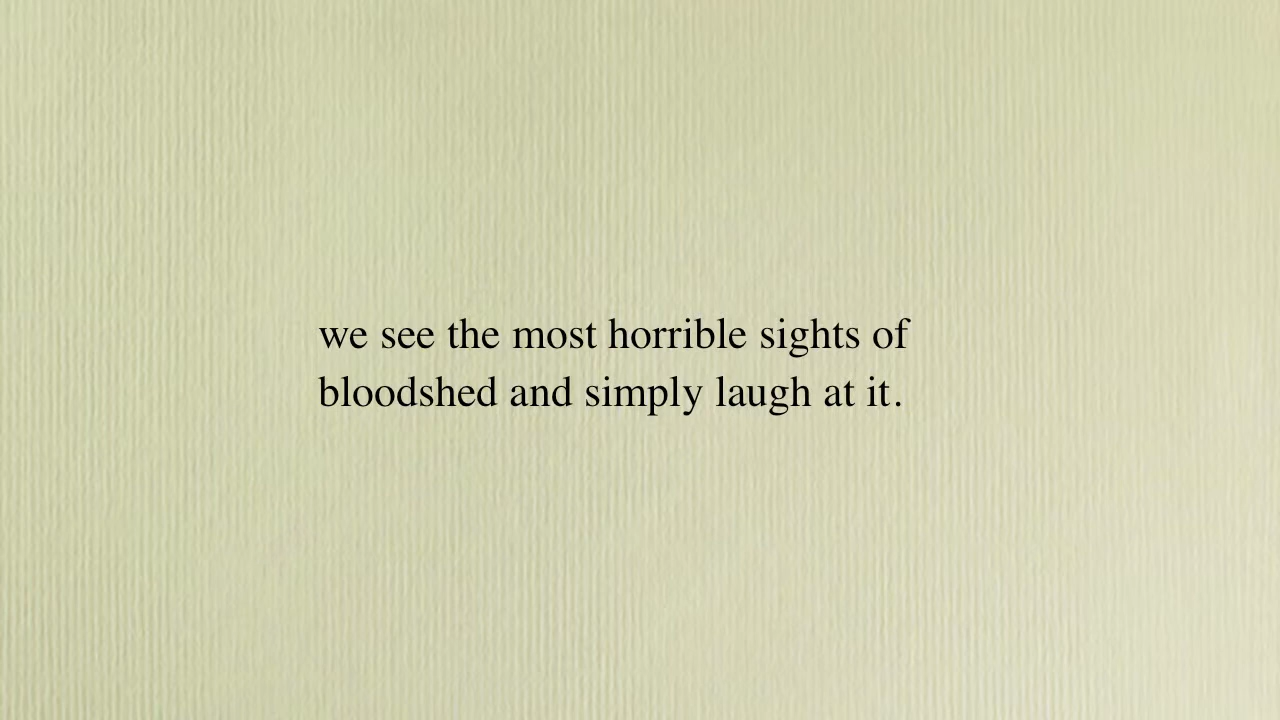 we see the most horrible sights of
bloodshed and simply laugh at it.